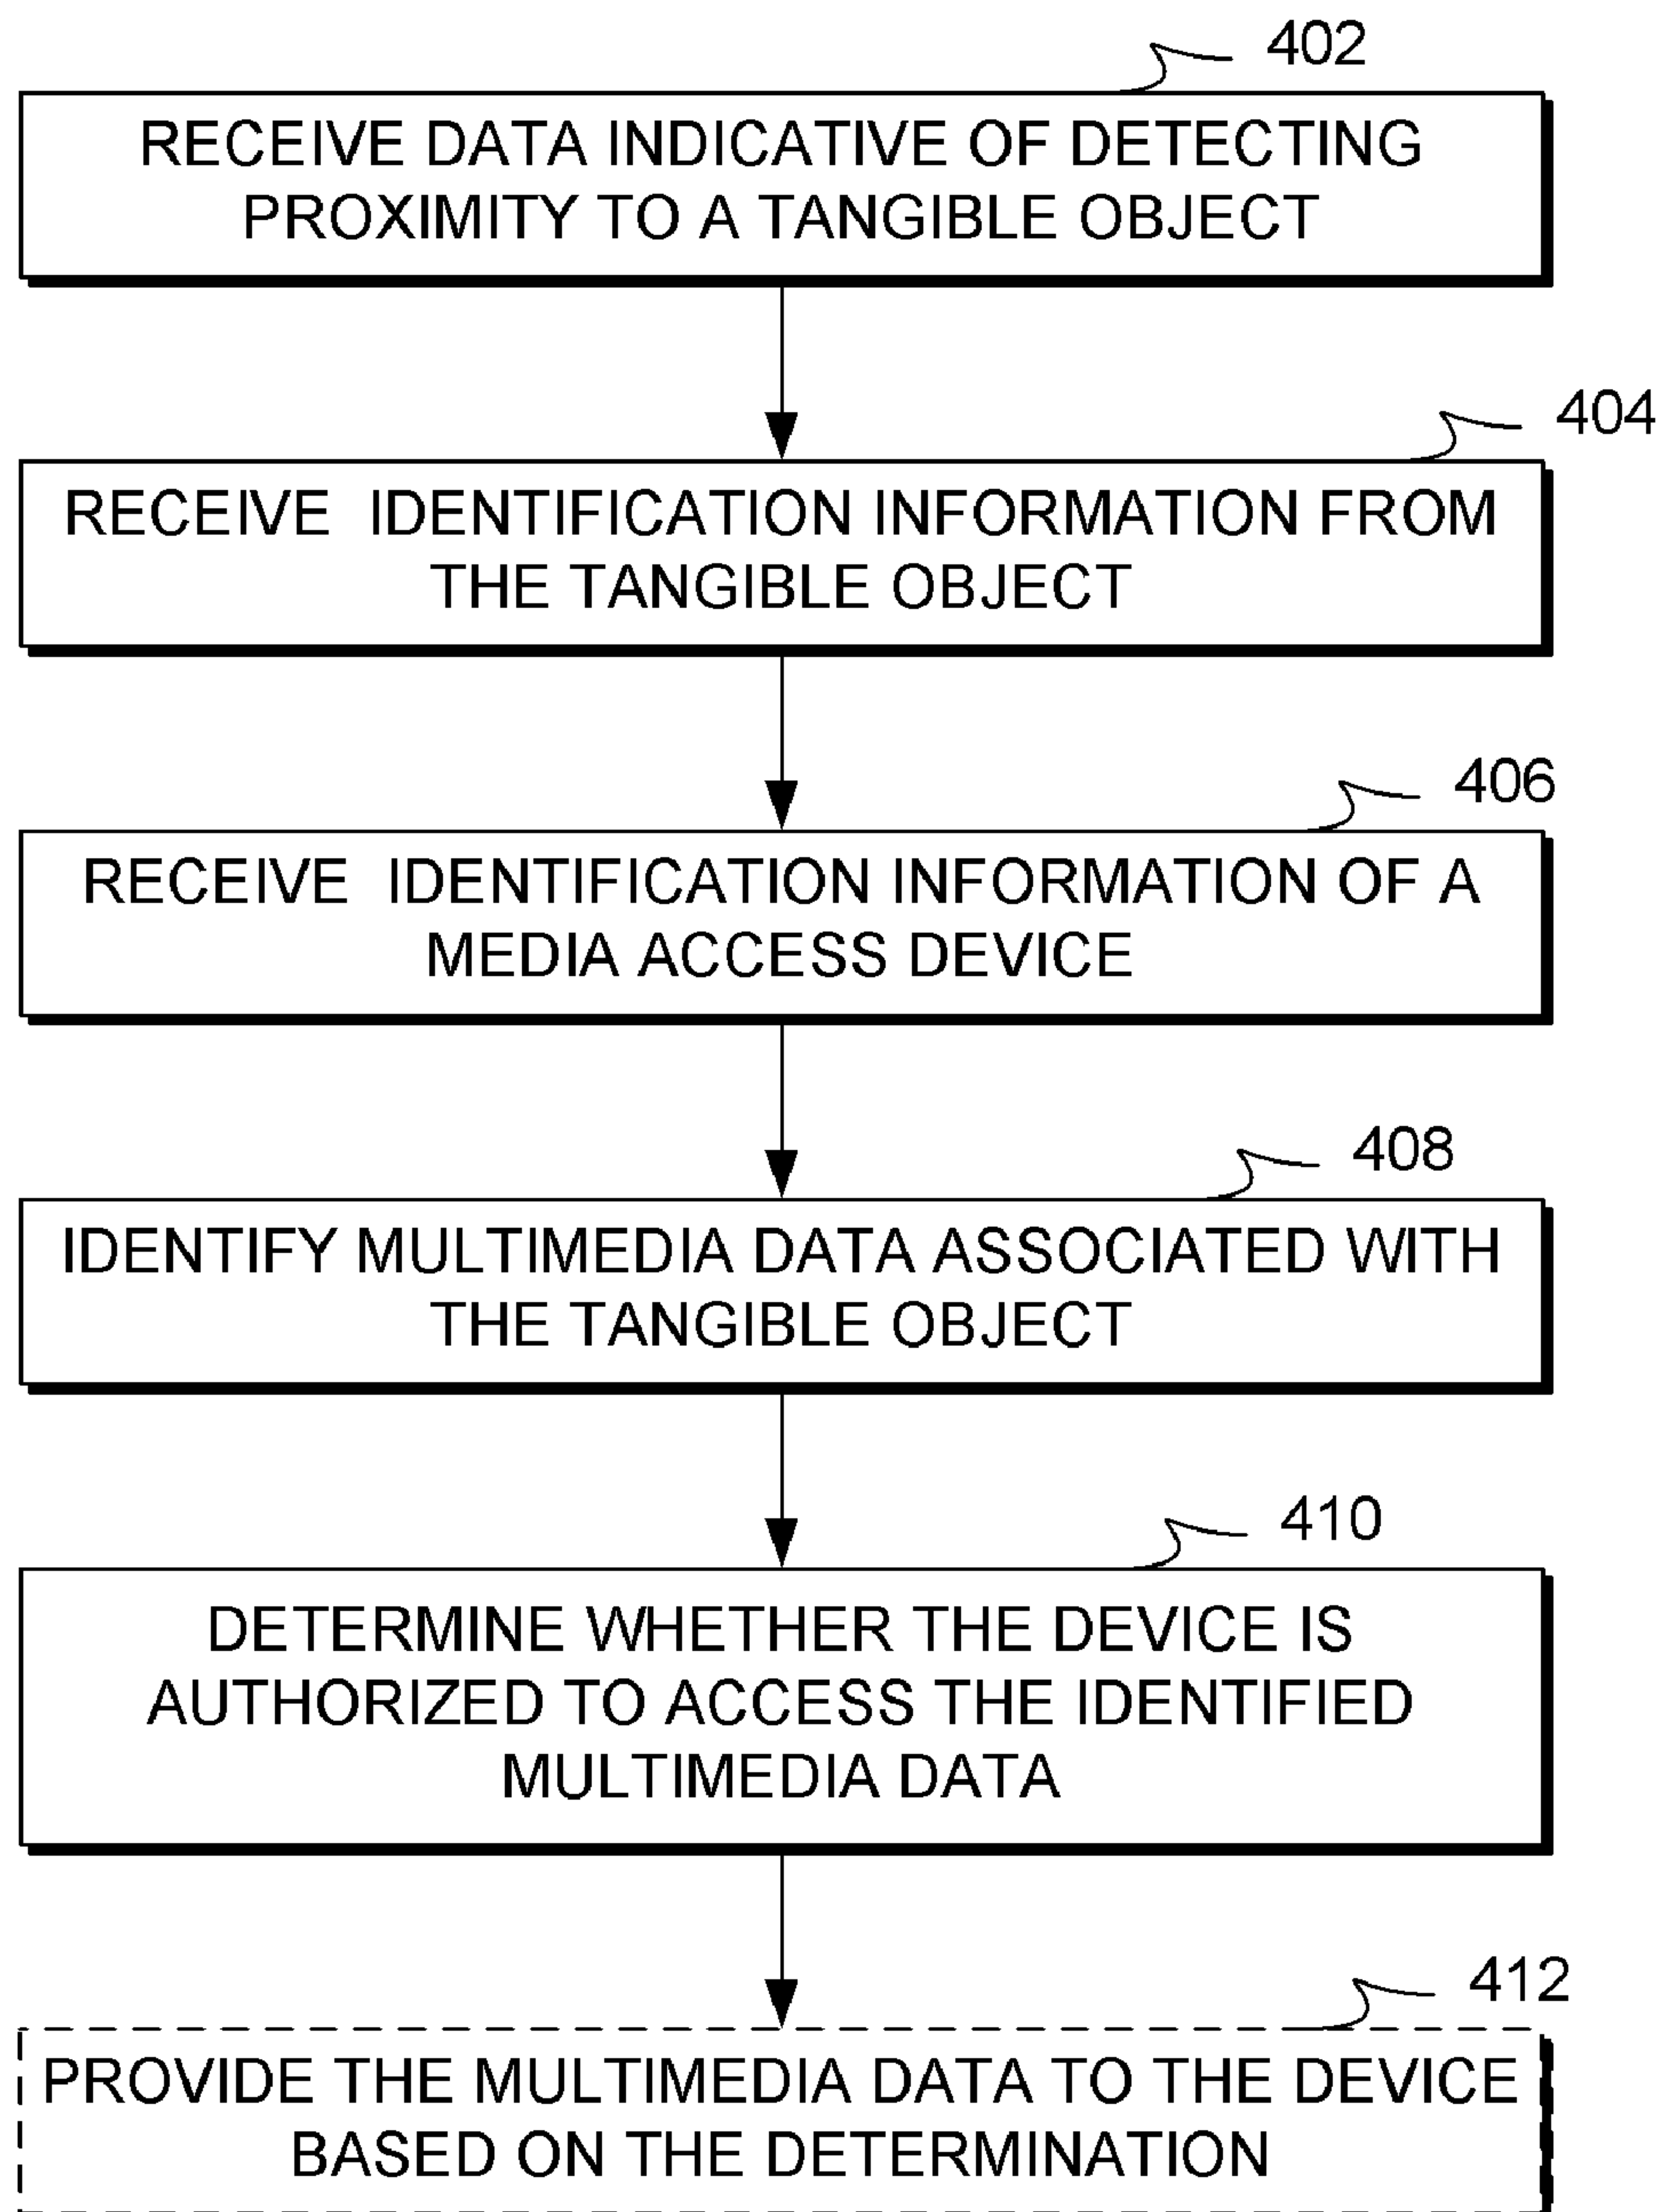 402
RECEIVE DATA INDICATIVE OF DETECTING
PROXIMITY TO A TANGIBLE OBJECT
404
RECEIVE IDENTIFICATION INFORMATION FROM
THE TANGIBLE OBJECT
406
RECEIVE IDENTIFICATION INFORMATION OF A
MEDIA ACCESS DEVICE
408
IDENTIFY MULTIMEDIA DATA ASSOCIATED WITH
THE TANGIBLE OBJECT
410
DETERMINE WHETHER THE DEVICE IS
AUTHORIZED TO ACCESS THE IDENTIFIED
MULTIMEDIA DATA
412
PROVIDE THE MULTIMEDIA DATA TO THE DEVICE
BASED ON THE DETERMINATION